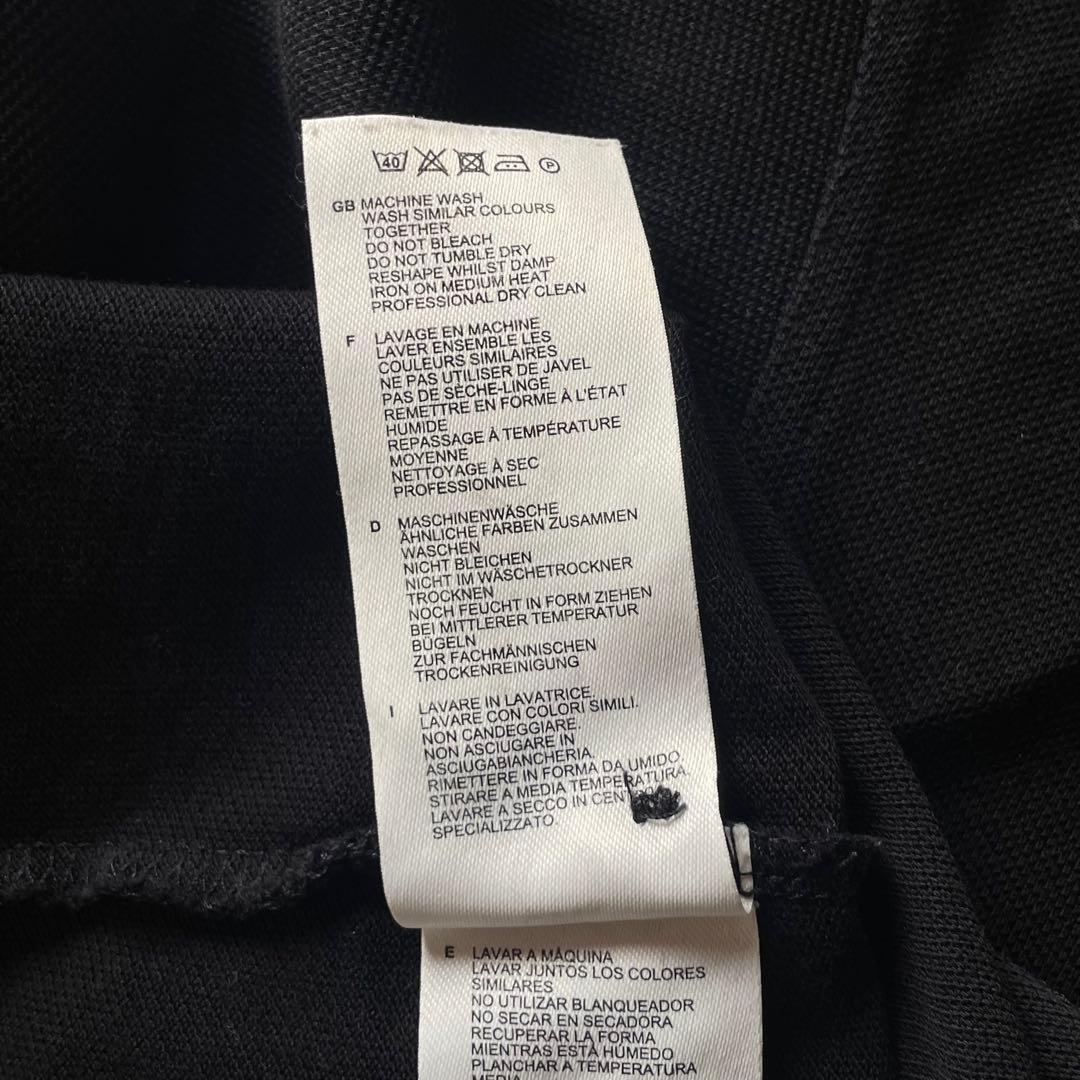 40 P
GB MACHINE WASH
WASH SIMILAR COLOURS
TOGETHER
DO NOT BLEACH
DO NOT TUMBLE DRY
RESHAPE WHILST DAMP
IRON ON MEDIUM HEAT
PROFESSIONAL DRY CLEAN
F LAVAGE EN MACHINE
LAVER ENSEMBLE LES
COULEURS SIMILAIRES
NE PAS UTILISER DE JAVEL
PAS DE SÈCHE-LINGE
REMETTRE EN FORME À L'ÉTAT
HUMIDE
REPASSAGE À TEMPÉRATURE
MOYENNE
NETTOYAGE À SEC
PROFESSIONNEL
D MASCHINENWÄSCHE
ÄHNLICHE FARBEN ZUSAMMEN
WASCHEN
NICHT BLEICHEN
NICHT IM WÄSCHETROCKNER
TROCKNEN
NOCH FEUCHT IN FORM ZIEHEN
BEI MITTLERER TEMPERATUR
BÜGELN
ZUR FACHMÄNNISCHEN
TROCKENREINIGUNG
I LAVARE IN LAVATRICE.
LAVARE CON COLORI SIMILI.
NON CANDEGGIARE.
NON ASCIUGARE IN
ASCIUGABIANCHERIA.
RIMETTERE IN FORMA DA UMIDO.
STIRARE A MEDIA TEMPERATURA.
LAVARE A SECCO IN
SPECIALIZZATO.
E LAVAR A MÁQUINA
LAVAR JUNTOS LOS COLORES
SIMILARES
NO UTILIZAR BLANQUEADOR
NO SECAR EN SECADORA
RECUPERAR LA FORMA
MIENTRAS ESTÁ HÚMEDO
PLANCHAR A TEMPERATURA
MEDIA